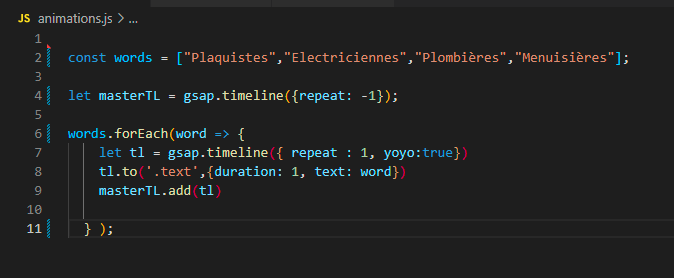 JS animations.js > ...
1
2 const words = ["Plaquistes","Electriciennes","Plombières","Menuisières"];
3
4 let masterTL = gsap.timeline({repeat: -1});
5
6 words.forEach(word => {
7 let tl = gsap.timeline({ repeat : 1, yoyo:true})
8 tl.to('.text',{duration: 1, text: word})
9 masterTL.add(tl)
10
11 } );